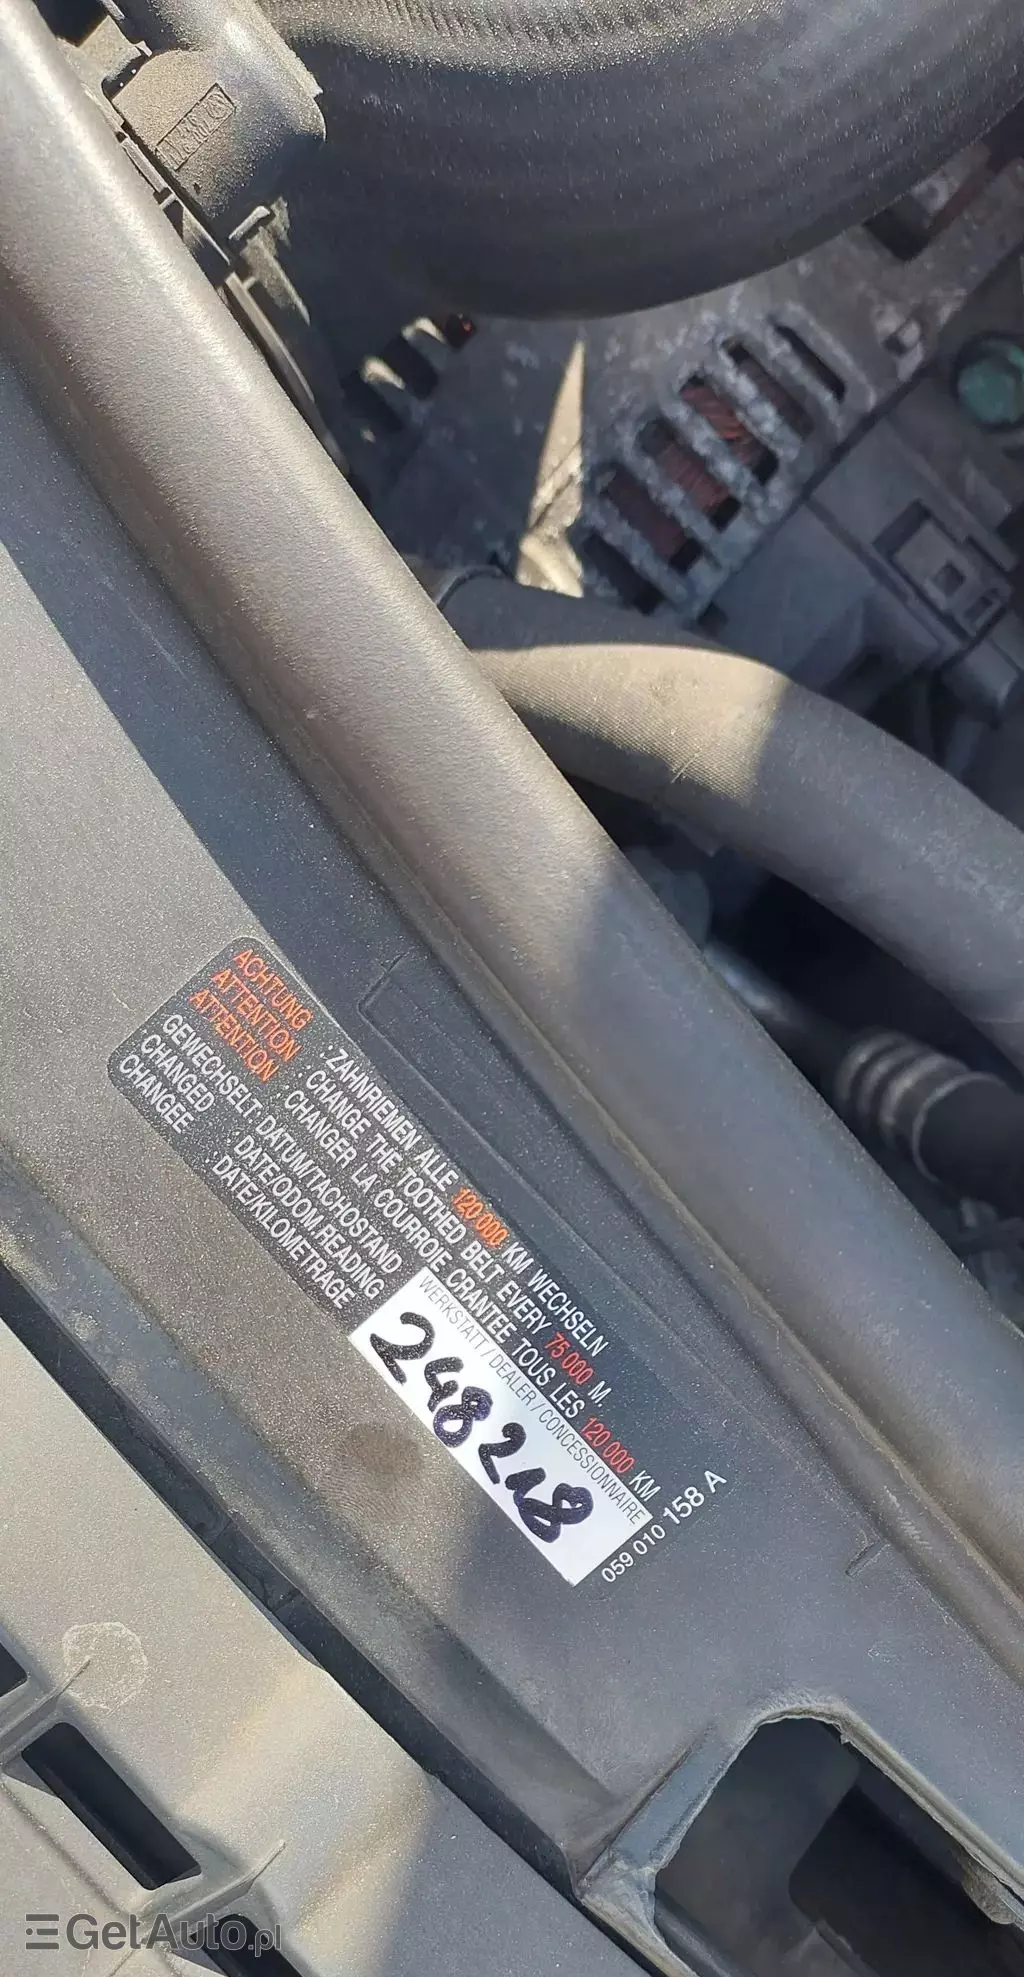 ACHTUNG :ZAHNRIEMEN ALLE 120 000 KM WECHSELN
ATTENTION CHANGE THE TOOTHED BELT EVERY 75 000 M.
ATTENTION CHANGER LA COURROIE CRANTEE TOUS LES 120 000 KM
GEWECHSELT:DATUM/TACHOSTAND
CHANGED :DATE/ODOM.READING
CHANGEE :DATE/KILOMETRAGE
WERKSTATT/DEALER/CONCESSIONNAIRE
248218
059 010 158 A
GetAuto.pl